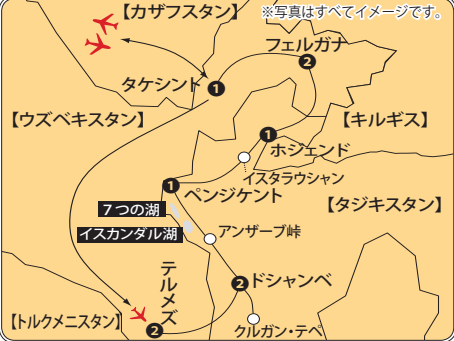 【カザフスタン】
※写真はすべてイメージです。
フェルガナ
2
タケシント
1
【ウズベキスタン】
【キルギス】
1
ホジェンド
イスタラウシャン
1
ペンジケント
7つの湖
【タジキスタン】
イスカンダル湖
アンザーブ峠
テルメズ
2
ドシャンベ
【トルクメニスタン】
2
クルガン・テペ